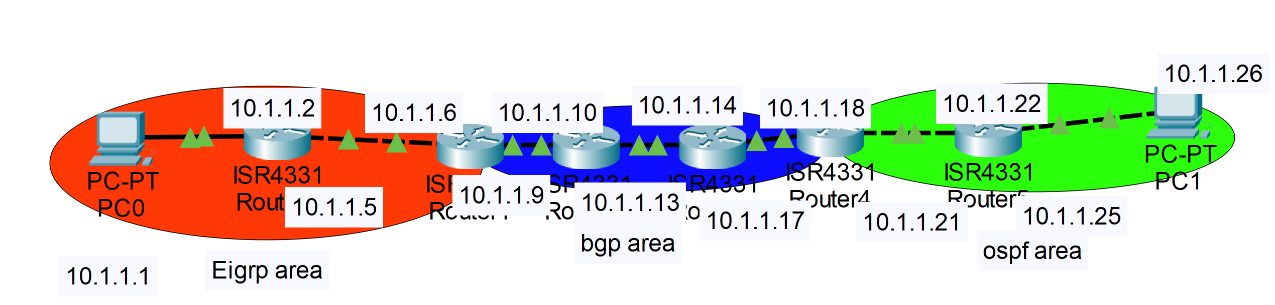 10.1.1.26
10.1.1.2
10.1.1.6
10.1.1.10
10.1.1.14
10.1.1.18
10.1.1.22
PC-PT
PC0
ISR4331
10.1.1.5
10.1.1.9
10.1.1.13
10.1.1.17
ISR4331
Router4
10.1.1.21
ISR4331
10.1.1.25
PC-PT
PC1
10.1.1.1
Eigrp area
bgp area
ospf area